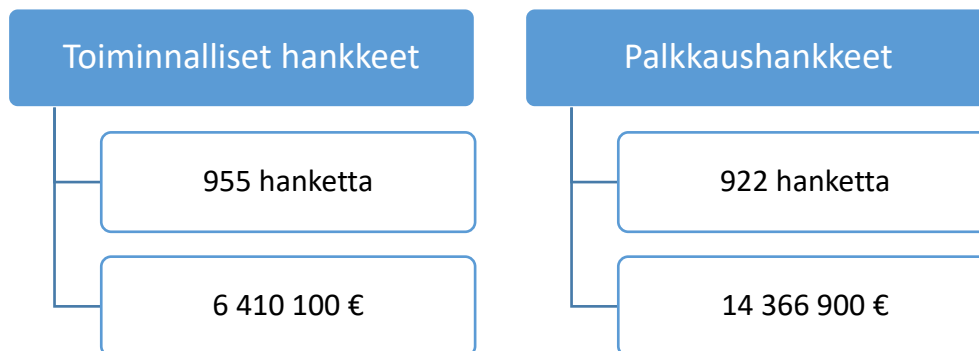 Toiminnalliset hankkeet
955 hanketta
6 410 100 €
Palkkaushankkeet
922 hanketta
14 366 900 €